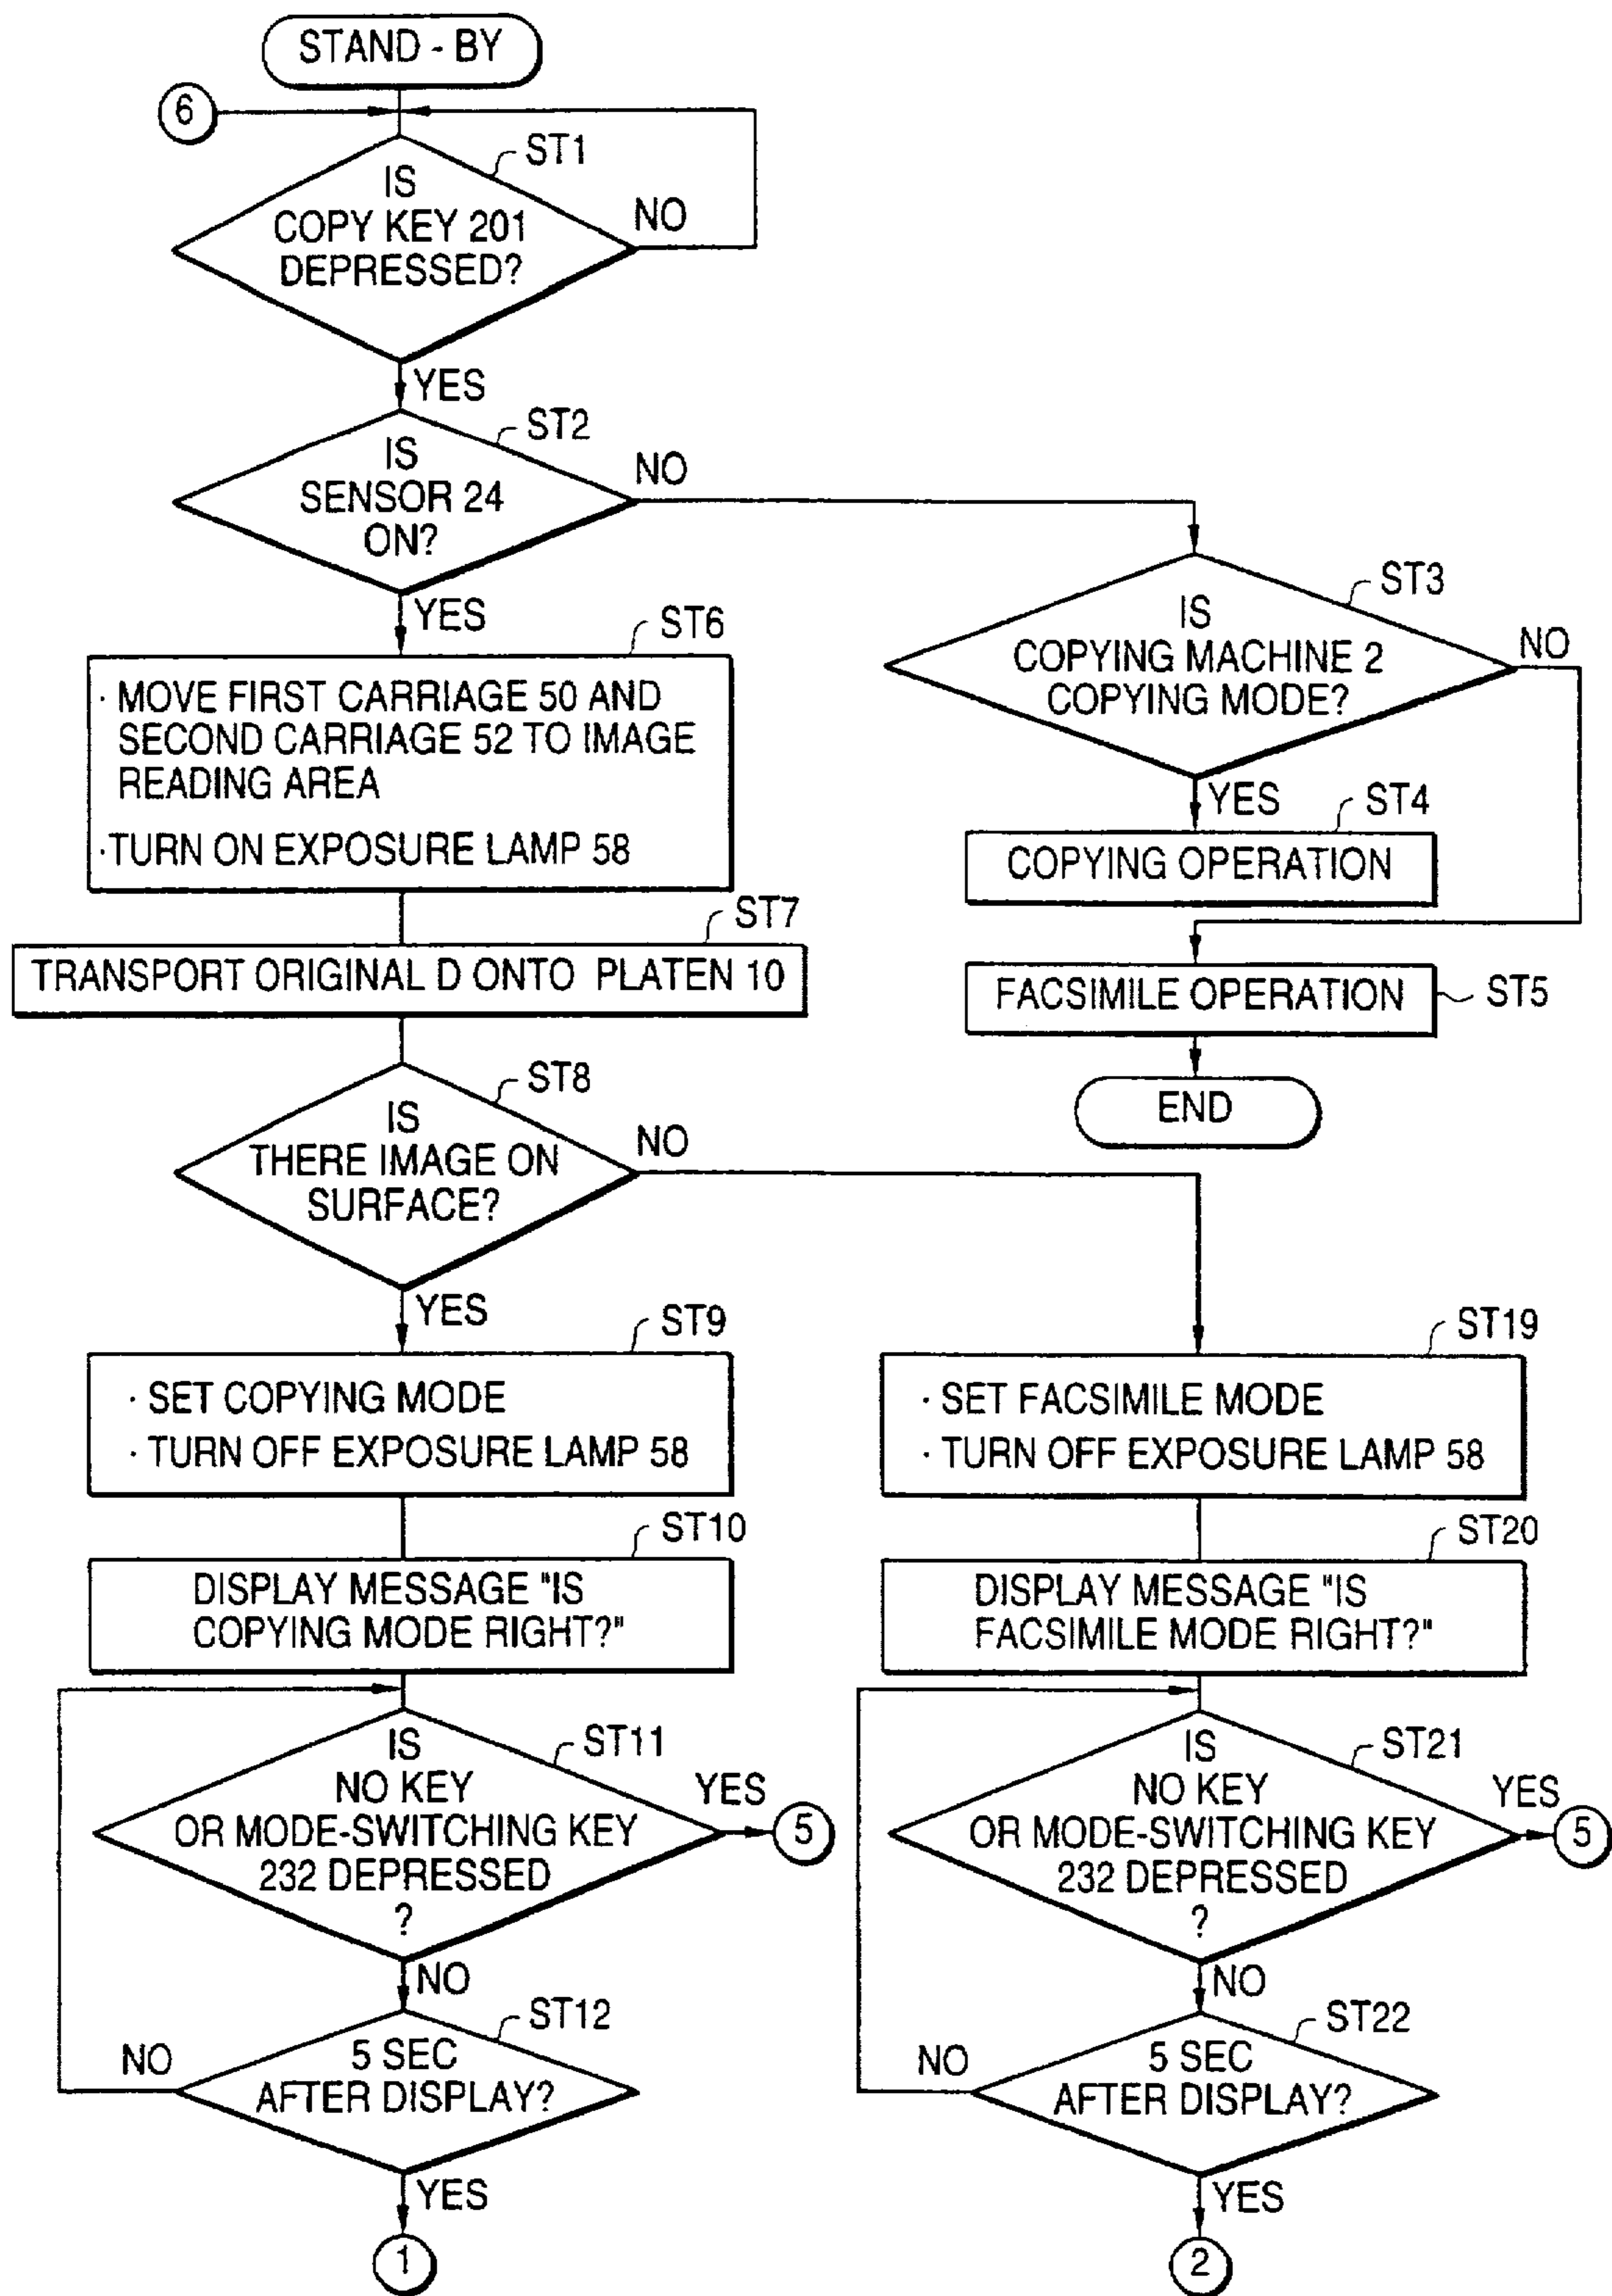 STAND - BY
6
ST1
IS
COPY KEY 201
DEPRESSED?
NO
YES
ST2
IS
SENSOR 24
ON?
NO
YES
ST3
IS
COPYING MACHINE 2
COPYING MODE?
NO
YES
ST4
COPYING OPERATION
FACSIMILE OPERATION
ST5
END
ST6
· MOVE FIRST CARRIAGE 50 AND
SECOND CARRIAGE 52 TO IMAGE
READING AREA
· TURN ON EXPOSURE LAMP 58
ST7
TRANSPORT ORIGINAL D ONTO PLATEN 10
ST8
IS
THERE IMAGE ON
SURFACE?
NO
YES
ST9
· SET COPYING MODE
· TURN OFF EXPOSURE LAMP 58
ST10
DISPLAY MESSAGE "IS
COPYING MODE RIGHT?"
ST11
IS
NO KEY
OR MODE-SWITCHING KEY
232 DEPRESSED
?
YES
5
NO
ST12
5 SEC
AFTER DISPLAY?
NO
YES
1
ST19
· SET FACSIMILE MODE
· TURN OFF EXPOSURE LAMP 58
ST20
DISPLAY MESSAGE "IS
FACSIMILE MODE RIGHT?"
ST21
IS
NO KEY
OR MODE-SWITCHING KEY
232 DEPRESSED
?
YES
5
NO
ST22
5 SEC
AFTER DISPLAY?
NO
YES
2